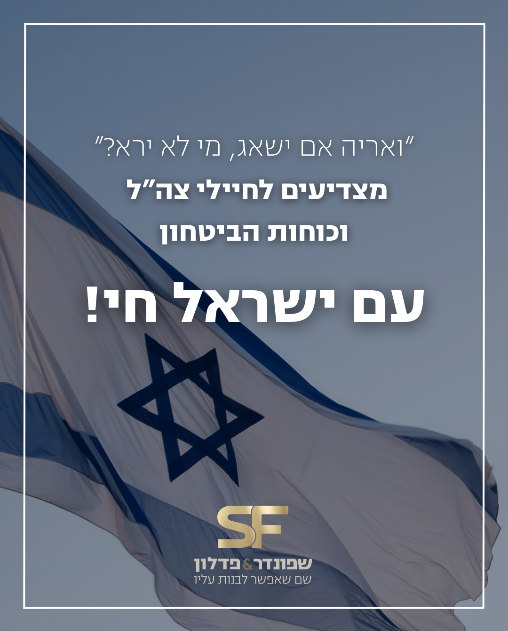 "ואריה אם ישאג, מי לא ירא?"
מצדיעים לחיילי צה"ל
וכוחות הביטחון
עם ישראל חי!
SF
שפונדר & פדלון
שם שאפשר לבנות עליו